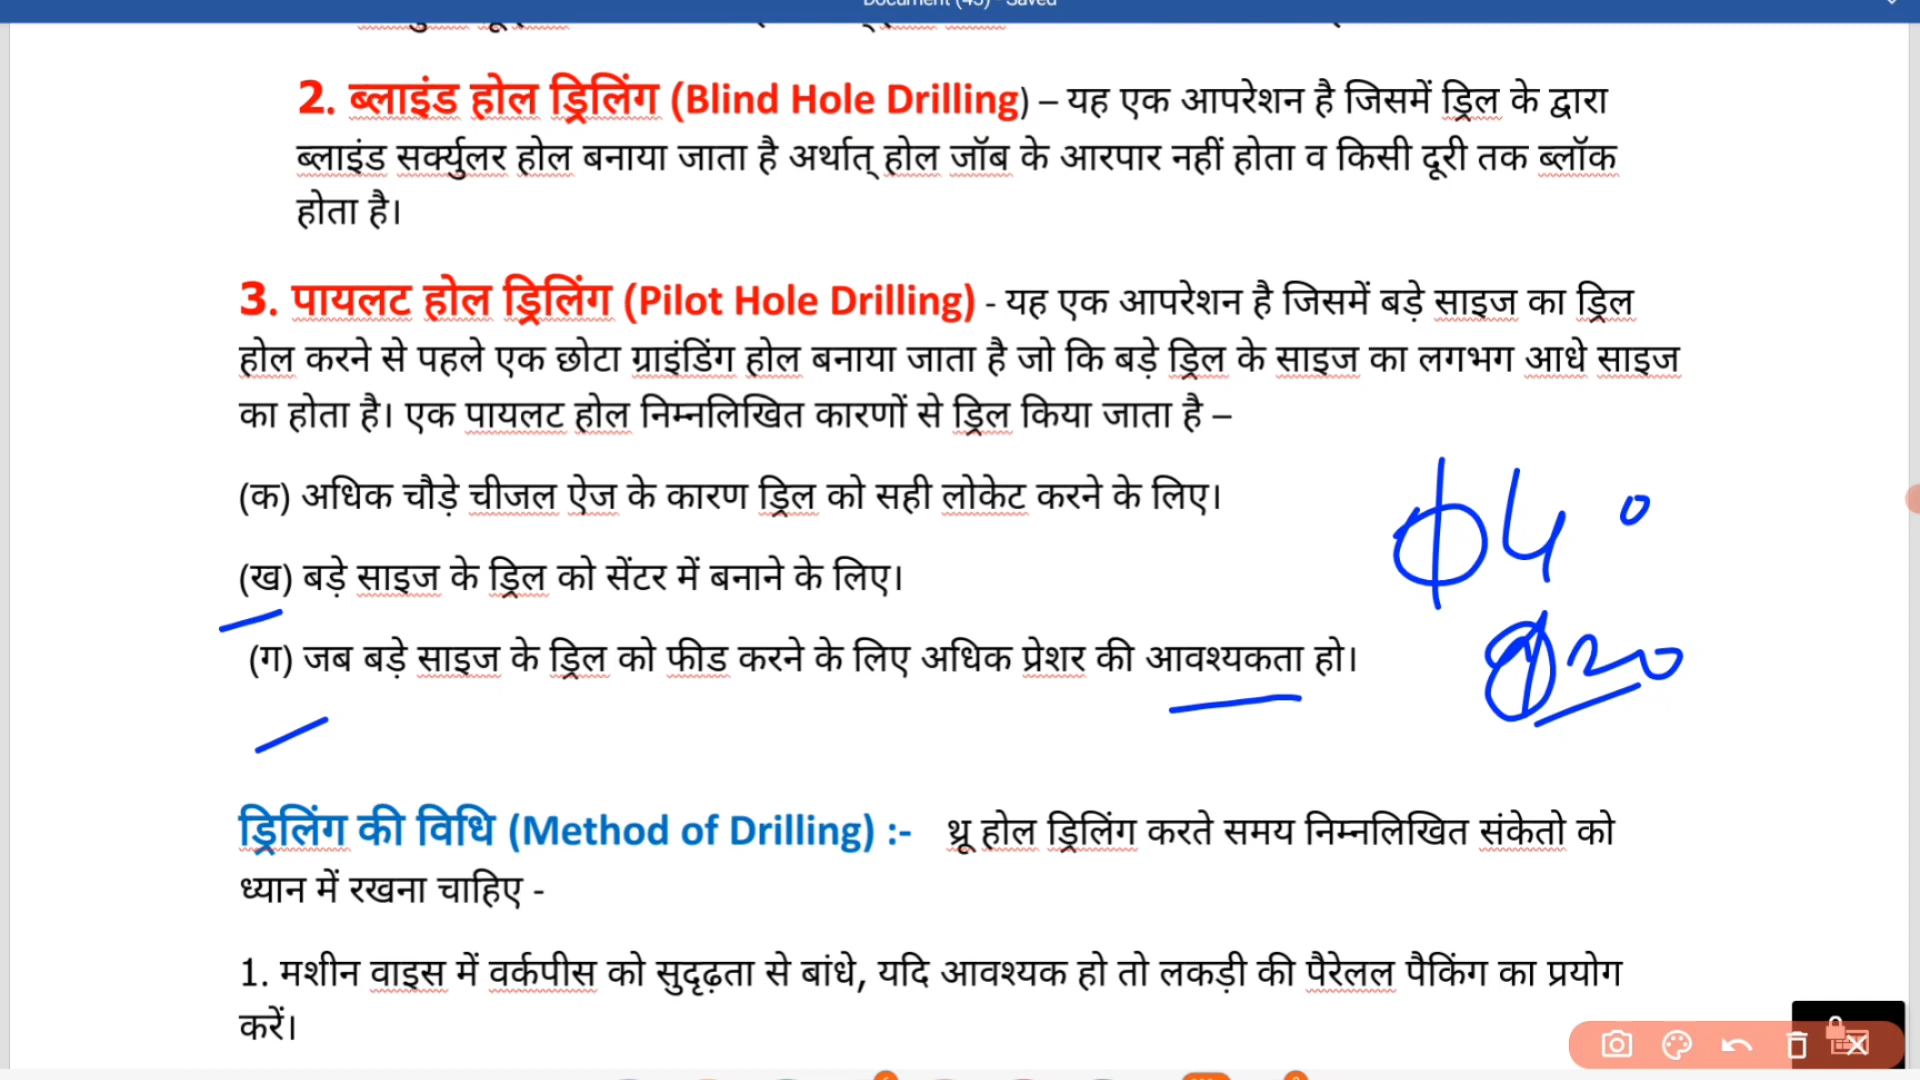 Document (43) - Saved
2. ब्लाइंड होल ड्रिलिंग (Blind Hole Drilling) – यह एक आपरेशन है जिसमें ड्रिल के द्वारा
ब्लाइंड सर्क्युलर होल बनाया जाता है अर्थात् होल जॉब के आरपार नहीं होता व किसी दूरी तक ब्लॉक
होता है।
3. पायलट होल ड्रिलिंग (Pilot Hole Drilling) - यह एक आपरेशन है जिसमें बड़े साइज का ड्रिल
होल करने से पहले एक छोटा ग्राइंडिंग होल बनाया जाता है जो कि बड़े ड्रिल के साइज का लगभग आधे साइज
का होता है। एक पायलट होल निम्नलिखित कारणों से ड्रिल किया जाता है –
(क) अधिक चौड़े चीजल ऐज के कारण ड्रिल को सही लोकेट करने के लिए।
ϕ40
(ख) बड़े साइज के ड्रिल को सेंटर में बनाने के लिए।
(ग) जब बड़े साइज के ड्रिल को फीड करने के लिए अधिक प्रेशर की आवश्यकता हो।
ϕ20
ड्रिलिंग की विधि (Method of Drilling) :- थ्रू होल ड्रिलिंग करते समय निम्नलिखित संकेतो को
ध्यान में रखना चाहिए -
1. मशीन वाइस में वर्कपीस को सुदृढ़ता से बांधे, यदि आवश्यक हो तो लकड़ी की पैरेलल पैकिंग का प्रयोग
करें।